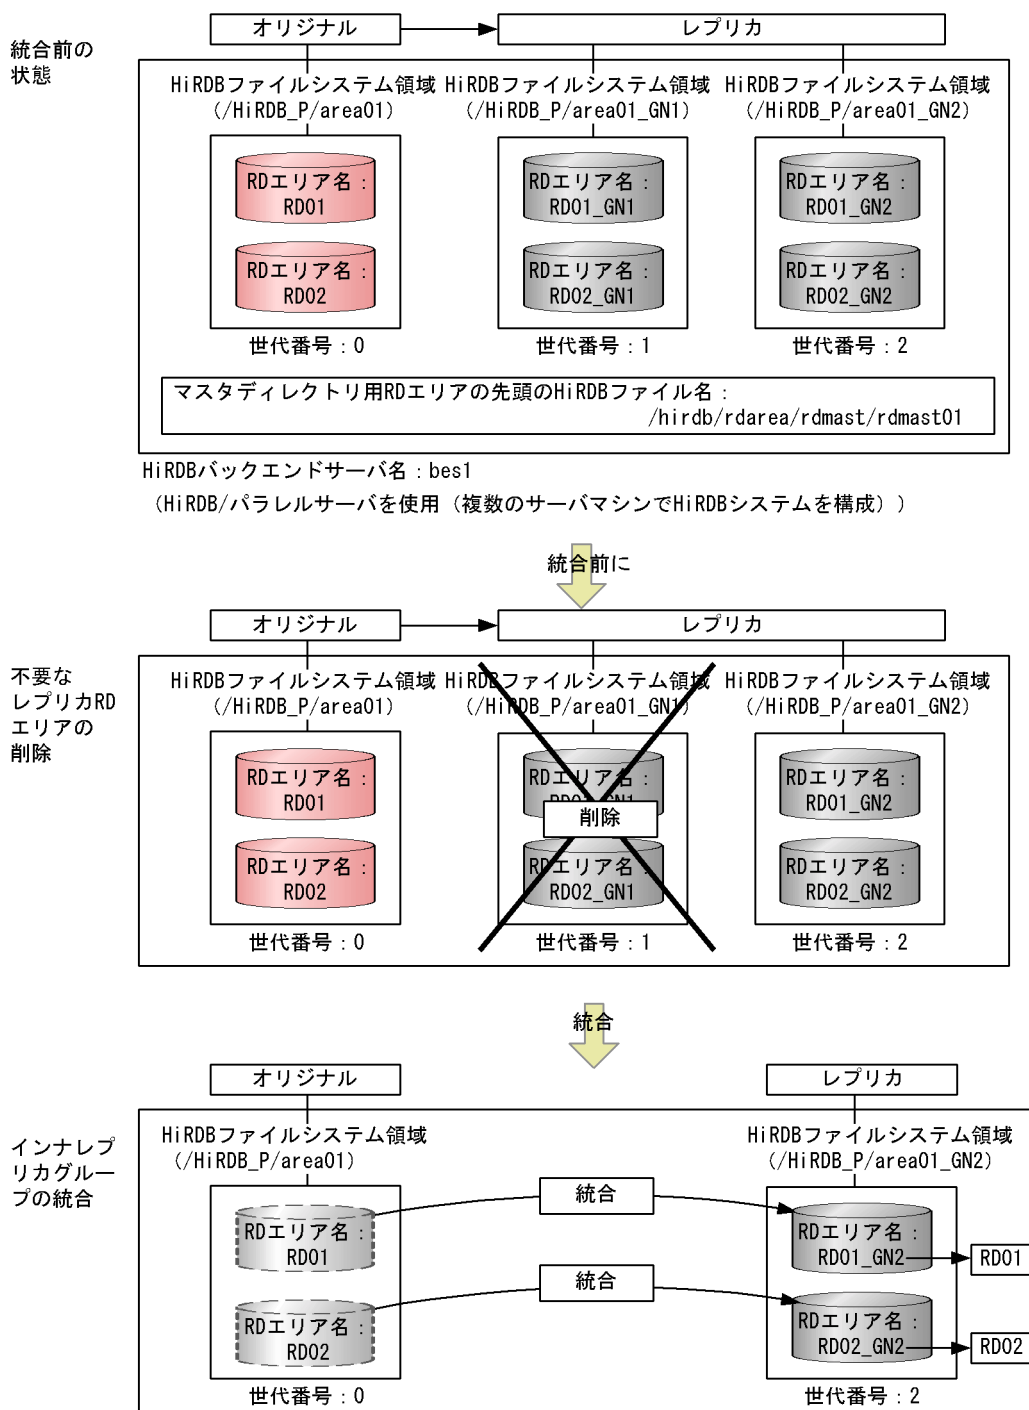 オリジナル
レプリカ
統合前の
状態
HiRDBファイルシステム領域
(/HiRDB_P/area01)
HiRDBファイルシステム領域
(/HiRDB_P/area01_GN1)
HiRDBファイルシステム領域
(/HiRDB_P/area01_GN2)
RDエリア名：
RD01
RDエリア名：
RD01_GN1
RDエリア名：
RD01_GN2
RDエリア名：
RD02
RDエリア名：
RD02_GN1
RDエリア名：
RD02_GN2
世代番号：0
世代番号：1
世代番号：2
マスタディレクトリ用RDエリアの先頭のHiRDBファイル名：
/hirdb/rdarea/rdmast/rdmast01
HiRDBバックエンドサーバ名：bes1
（HiRDB/パラレルサーバを使用（複数のサーバマシンでHiRDBシステムを構成））
統合前に
オリジナル
レプリカ
不要な
レプリカRD
エリアの
削除
HiRDBファイルシステム領域
(/HiRDB_P/area01)
HiRDBファイルシステム領域
(/HiRDB_P/area01_GN1)
HiRDBファイルシステム領域
(/HiRDB_P/area01_GN2)
RDエリア名：
RD01
RDエリア名：
RD01_GN1
RDエリア名：
RD01_GN2
削除
RDエリア名：
RD02
RDエリア名：
RD02_GN1
RDエリア名：
RD02_GN2
世代番号：0
世代番号：1
世代番号：2
統合
オリジナル
レプリカ
インナレプ
リカグルー
プの統合
HiRDBファイルシステム領域
(/HiRDB_P/area01)
HiRDBファイルシステム領域
(/HiRDB_P/area01_GN2)
RDエリア名：
RD01
統合
RDエリア名：
RD01_GN2
RD01
RDエリア名：
RD02
統合
RDエリア名：
RD02_GN2
RD02
世代番号：0
世代番号：2